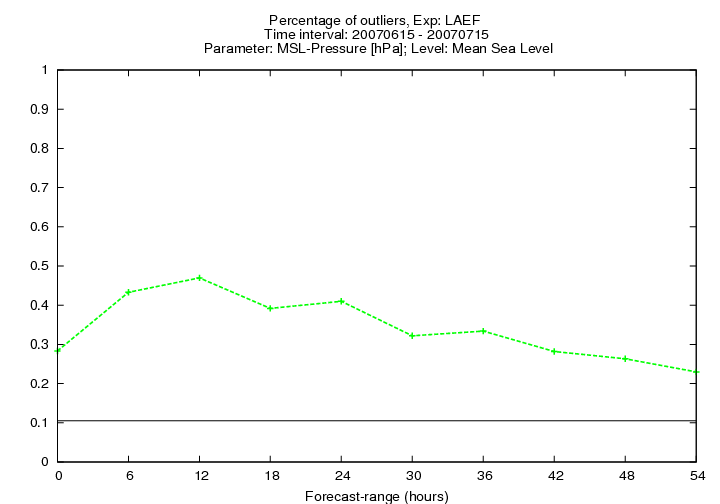 Percentage of outliers, Exp: LAEF
Time interval: 20070615 - 20070715
Parameter: MSL-Pressure [hPa]; Level: Mean Sea Level
1
0.9
0.8
0.7
0.6
0.5
0.4
0.3
0.2
0.1
0
0 6 12 18 24 30 36 42 48 54
Forecast-range (hours)